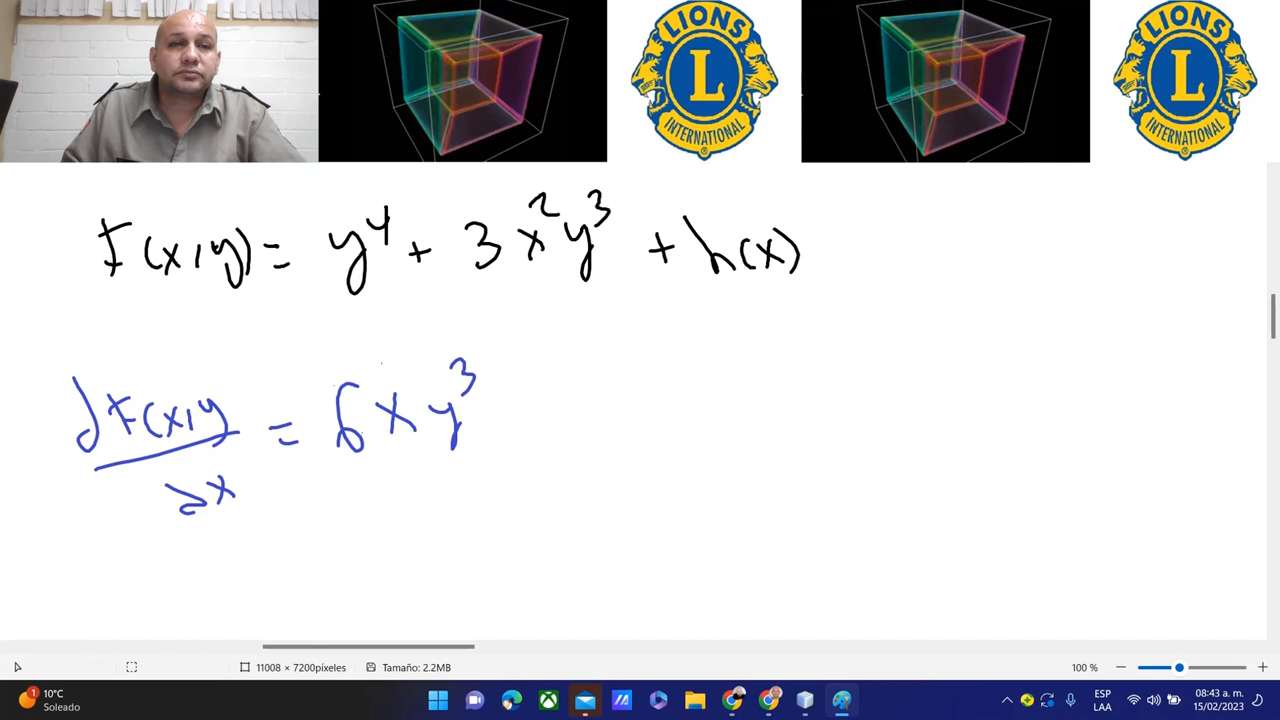 LIONS
L
INTERNATIONAL
®
LIONS
L
INTERNATIONAL
®
F(x,y) = y⁴ + 3x²y³ + h(x)
∂F(x,y
∂x
= 6xy³
11008 × 7200píxeles
Tamaño: 2.2MB
100 %
1
10°C
Soleado
ESP
LAA
08:43 a. m.
15/02/2023